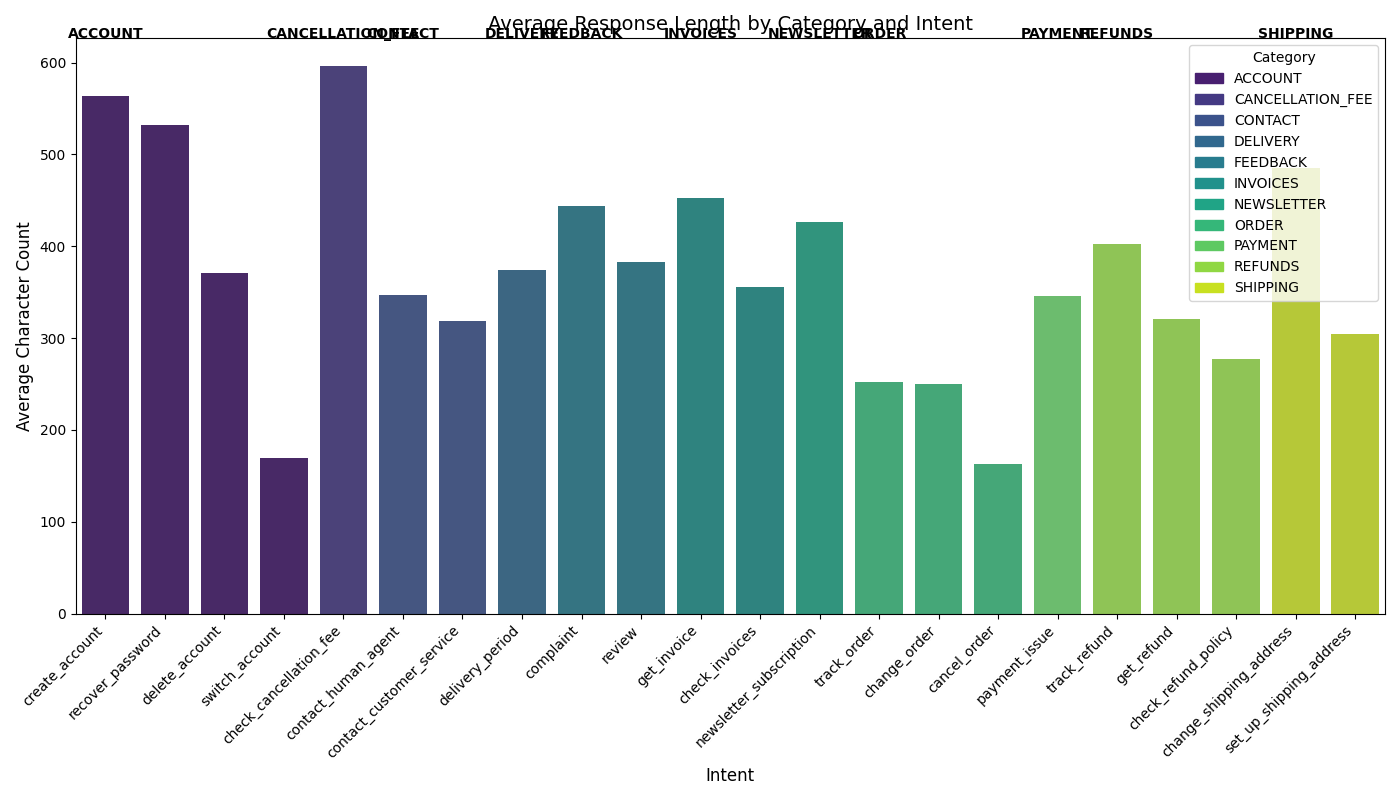 Average Response Length by Category and Intent
ACCOUNT
CANCELLATION_FEE
CONTACT
DELIVERY
FEEDBACK
INVOICES
NEWSLETTER
ORDER
PAYMENT
REFUNDS
SHIPPING
Category
ACCOUNT
CANCELLATION_FEE
CONTACT
DELIVERY
FEEDBACK
INVOICES
NEWSLETTER
ORDER
PAYMENT
REFUNDS
SHIPPING
Average Character Count
600
500
400
300
200
100
0
create_account
recover_password
delete_account
switch_account
check_cancellation_fee
contact_human_agent
contact_customer_service
delivery_period
complaint
review
get_invoice
check_invoices
newsletter_subscription
track_order
change_order
cancel_order
payment_issue
track_refund
get_refund
check_refund_policy
change_shipping_address
set_up_shipping_address
Intent